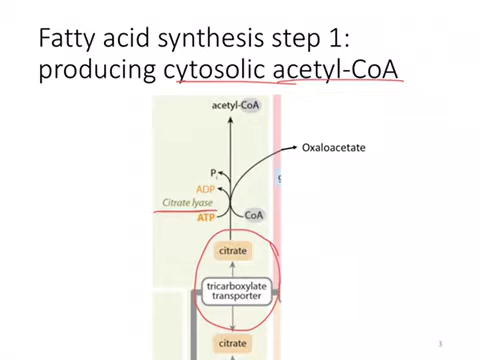 Fatty acid synthesis step 1:
producing cytosolic acetyl-CoA
acetyl-CoA
Oxaloacetate
Pi
ADP
g
Citrate lyase
ATP
CoA
citrate
tricarboxylate
transporter
citrate
3